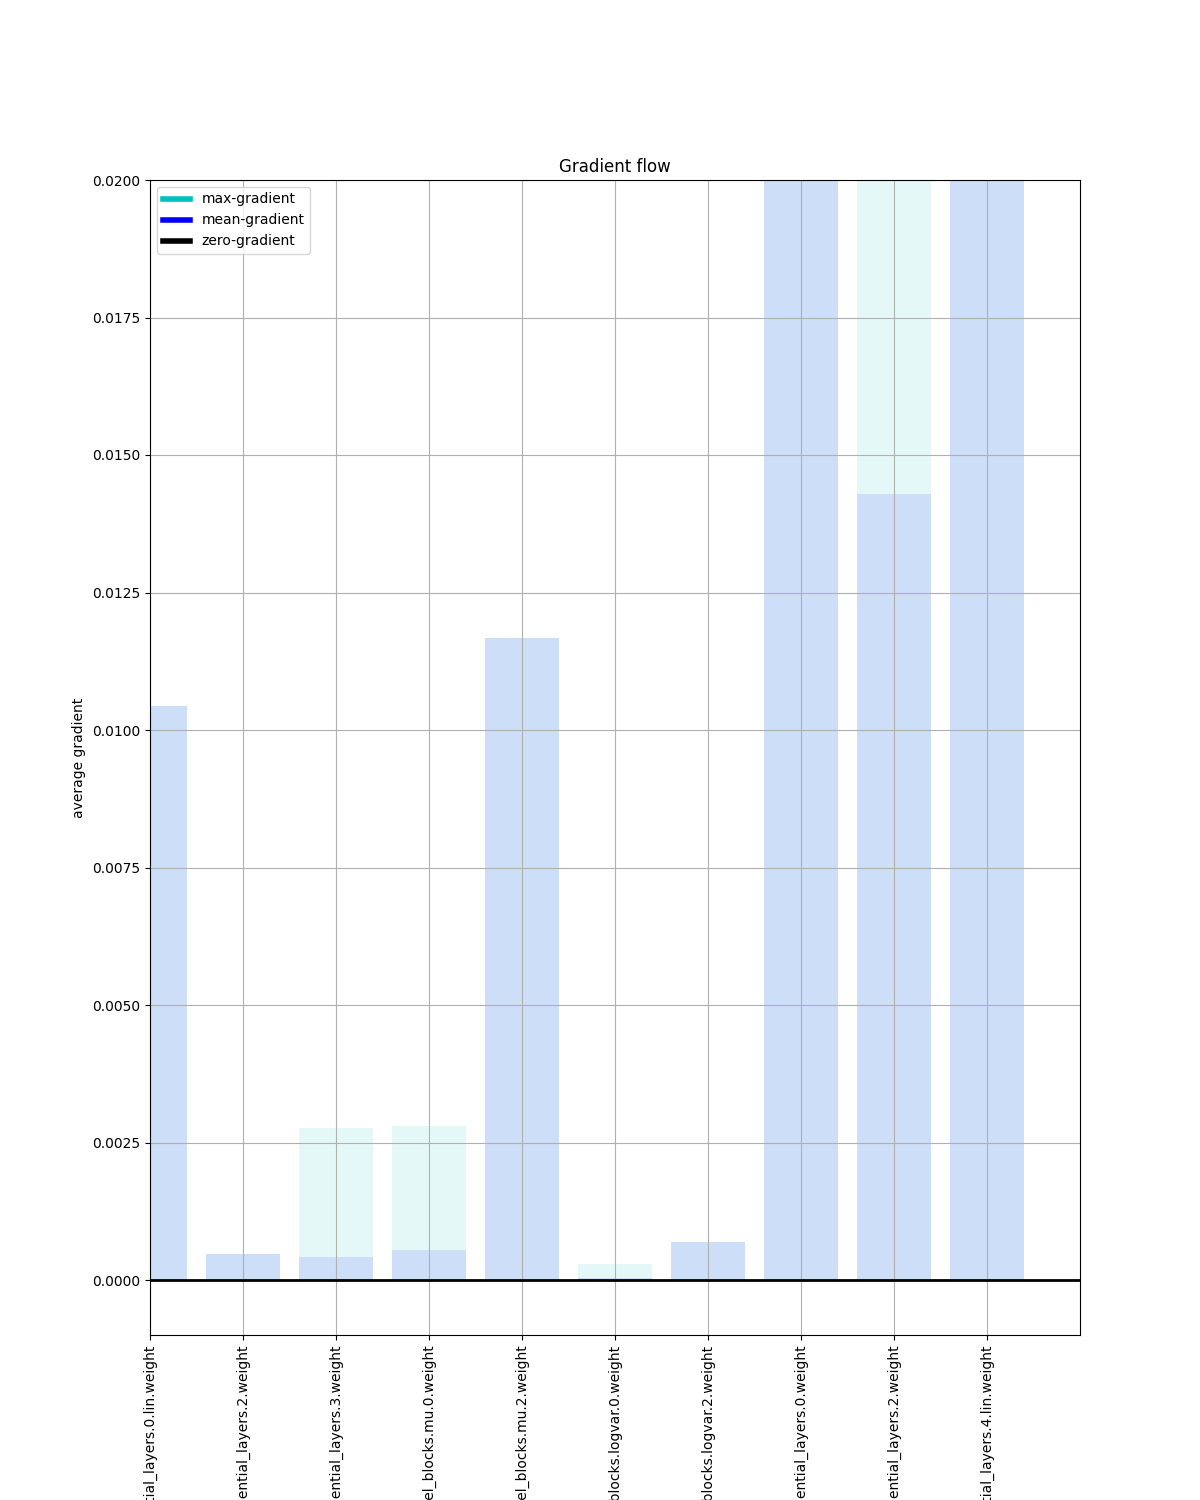 Gradient flow
max-gradient
mean-gradient
zero-gradient
0.0200
0.0175
0.0150
0.0125
0.0100
0.0075
0.0050
0.0025
0.0000
average gradient
tial_layers.0.lin.weight
ential_layers.2.weight
ential_layers.3.weight
el_blocks.mu.0.weight
el_blocks.mu.2.weight
blocks.logvar.0.weight
blocks.logvar.2.weight
ential_layers.0.weight
ential_layers.2.weight
tial_layers.4.lin.weight